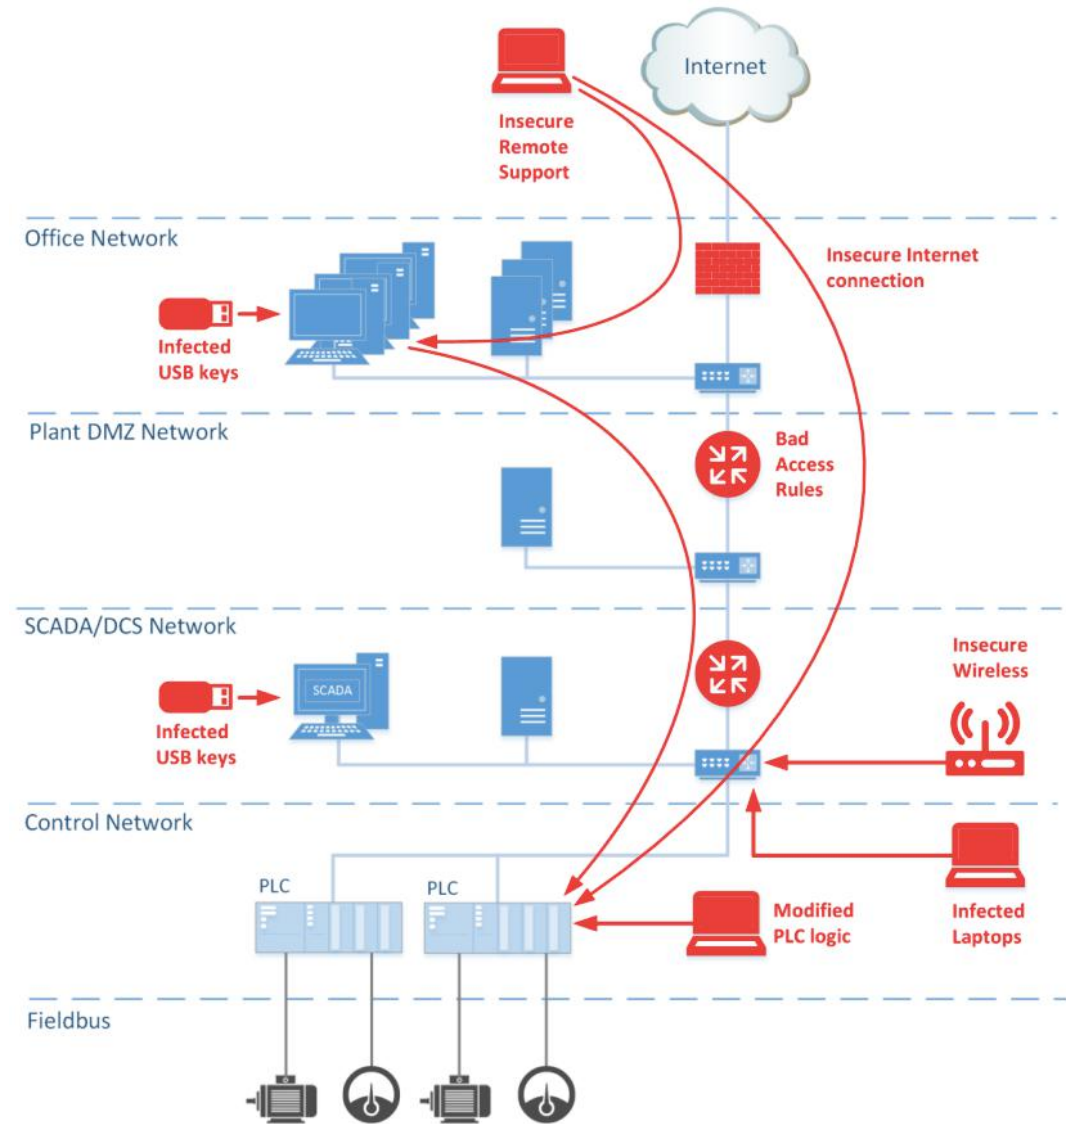 Internet
Insecure
Remote
Support
Office Network
Insecure Internet
connection
Infected
USB keys
Plant DMZ Network
Bad
Access
Rules
SCADA/DCS Network
Insecure
Wireless
SCADA
Infected
USB keys
Control Network
PLC
PLC
Modified
PLC logic
Infected
Laptops
Fieldbus